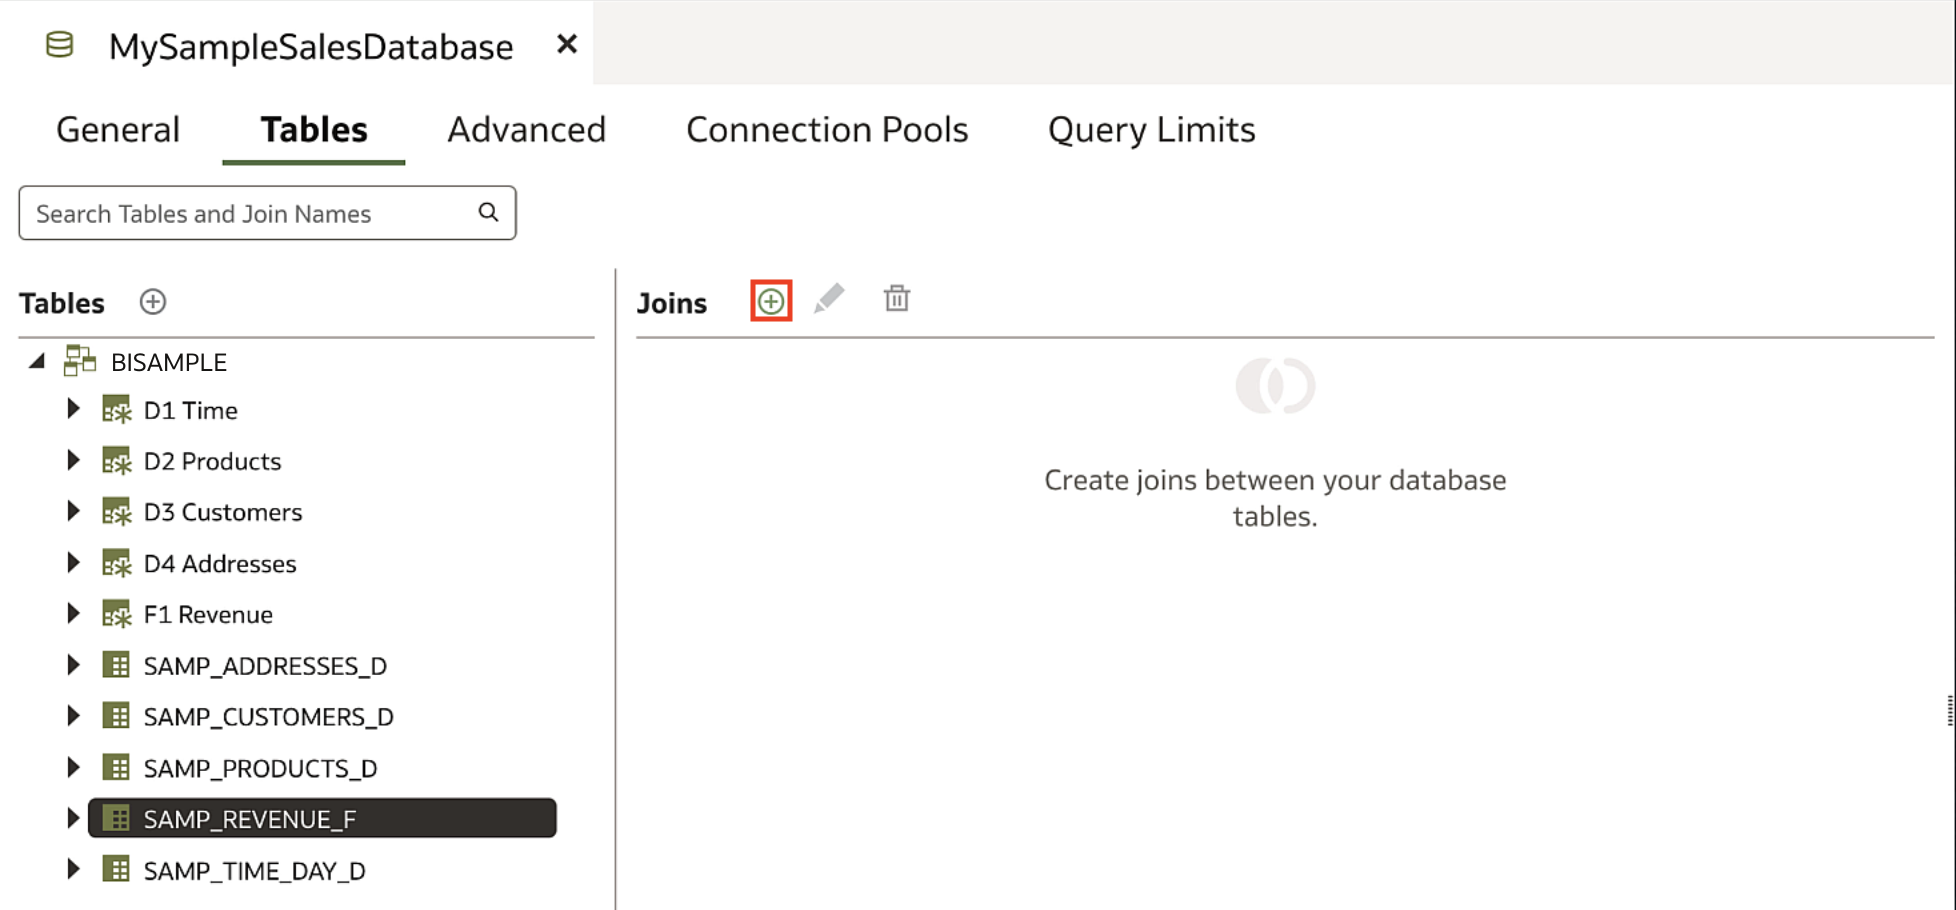 MySampleSalesDatabase
General Tables Advanced Connection Pools Query Limits
Search Tables and Join Names
Tables
BISAMPLE
D1 Time
D2 Products
D3 Customers
D4 Addresses
F1 Revenue
SAMP_ADDRESSES_D
SAMP_CUSTOMERS_D
SAMP_PRODUCTS_D
SAMP_REVENUE_F
SAMP_TIME_DAY_D
Joins
Create joins between your database
tables.